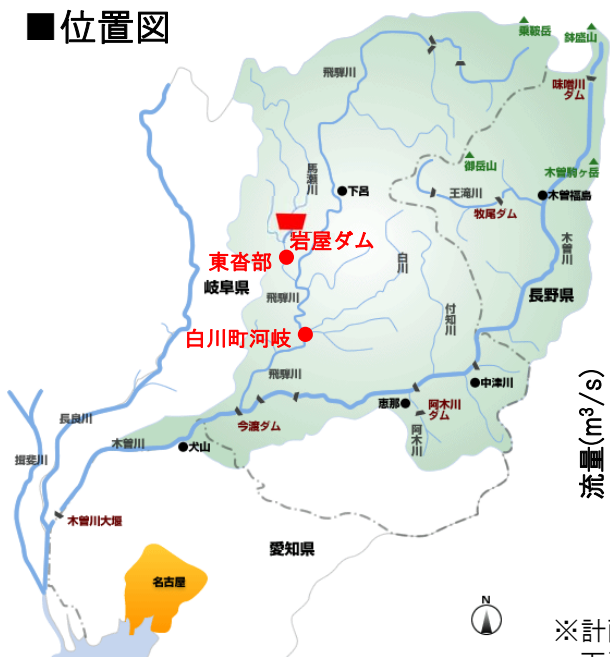 ■位置図
乗鞍岳
鉢盛山
飛騨川
味噌川
ダム
御岳山
木曽駒ヶ岳
馬瀬川
下呂
王滝川
木曽福島
牧尾ダム
岩屋ダム
東沓部
白川
木曽川
岐阜県
長野県
飛騨川
付知川
白川町河岐
飛騨川
中津川
恵那
阿木川
ダム
長良川
今渡ダム
阿木川
木曽川
犬山
揖斐川
流量(m³/s)
木曽川大堰
愛知県
名古屋
N